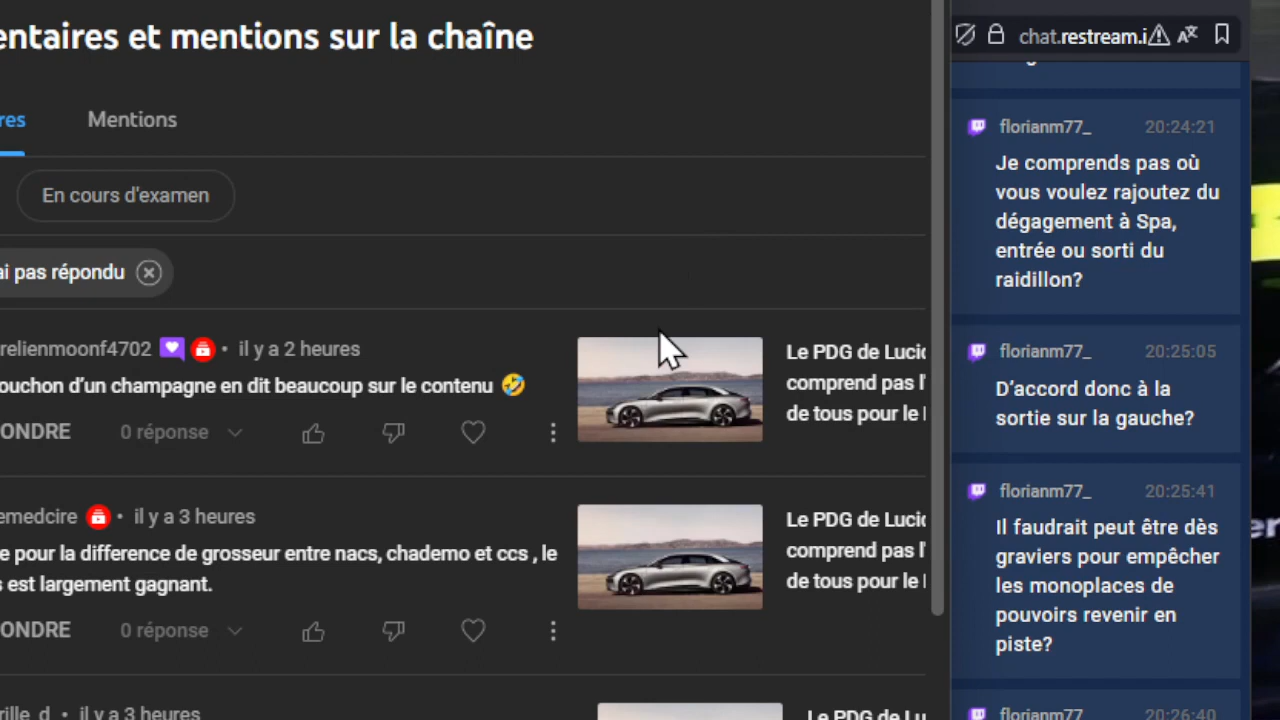 entaires et mentions sur la chaîne
res
Mentions
En cours d'examen
ai pas répondu
relienmoonf4702 • il y a 2 heures
ouchon d'un champagne en dit beaucoup sur le contenu 🤣
ONDRE
0 réponse
Le PDG de Lucid
comprend pas l'
de tous pour le
emedcire • il y a 3 heures
e pour la difference de grosseur entre nacs, chademo et ccs , le
s est largement gagnant.
ONDRE
0 réponse
Le PDG de Lucid
comprend pas l'
de tous pour le
rille_d • il y a 3 heures
Le PDG de Lu
chat.restream.i
florianm77_ 20:24:21
Je comprends pas où
vous voulez rajoutez du
dégagement à Spa,
entrée ou sorti du
raidillon?
florianm77_ 20:25:05
D'accord donc à la
sortie sur la gauche?
florianm77_ 20:25:41
Il faudrait peut être dès
graviers pour empêcher
les monoplaces de
pouvoirs revenir en
piste?
florianm77_ 20:26:40